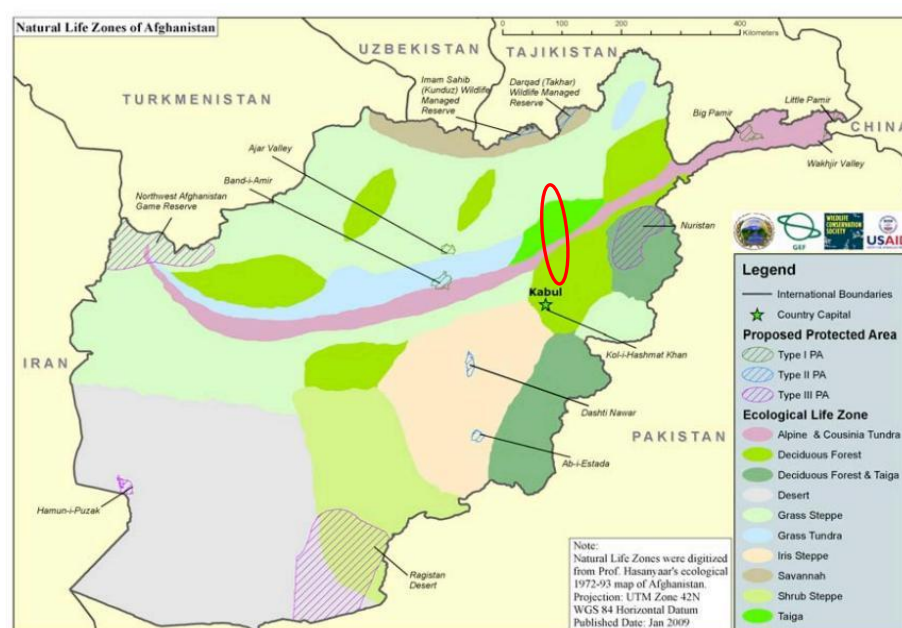 Natural Life Zones of Afghanistan
0 100 200 400
Kilometers
UZBEKISTAN
TAJIKISTAN
TURKMENISTAN
CHINA
IRAN
PAKISTAN
Imam Sahib
(Kunduz) Wildlife
Managed
Reserve
Darqad (Takhar)
Wildlife Managed
Reserve
Big Pamir
Little Pamir
Wakhjir Valley
Ajar Valley
Band-i-Amir
Northwest Afghanistan
Game Reserve
Nuristan
Kabul
Kol-i-Hashmat Khan
Dashti Nawar
Ab-i-Estada
Hamun-i-Puzak
Ragistan
Desert
GEF
WILDLIFE
CONSERVATION
SOCIETY
USAID
Legend
International Boundaries
Country Capital
Proposed Protected Area
Type I PA
Type II PA
Type III PA
Ecological Life Zone
Alpine & Cousinia Tundra
Deciduous Forest
Deciduous Forest & Taiga
Desert
Grass Steppe
Grass Tundra
Iris Steppe
Savannah
Shrub Steppe
Taiga
Note:
Natural Life Zones were digitized
from Prof. Hasanyaar's ecological
1972-93 map of Afghanistan.
Projection: UTM Zone 42N
WGS 84 Horizontal Datum
Published Date: Jan 2009